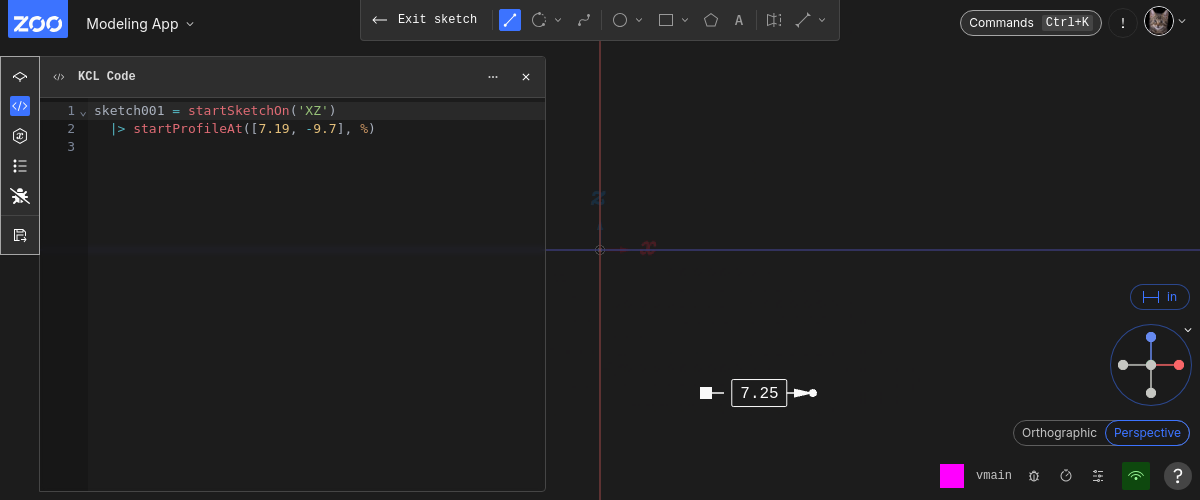 ZOO
Modeling App
Exit sketch
A
Commands Ctrl+K
!
KCL Code
1 sketch001 = startSketchOn('XZ')
2 |> startProfileAt([7.19, -9.7], %)
3
z
x
in
7.25
Orthographic Perspective
vmain
?